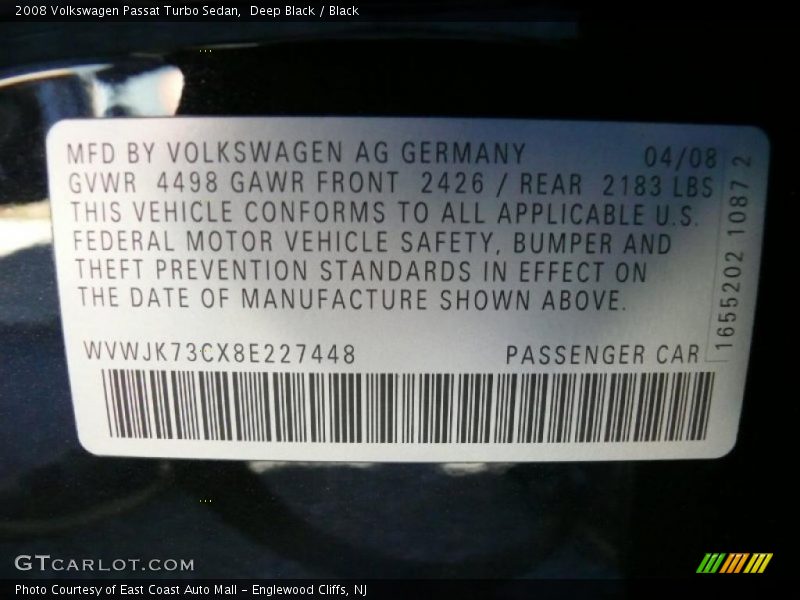 2008 Volkswagen Passat Turbo Sedan,  Deep Black / Black
MFD BY VOLKSWAGEN AG GERMANY 04/08
GVWR 4498 GAWR FRONT 2426 / REAR 2183 LBS
THIS VEHICLE CONFORMS TO ALL APPLICABLE U.S.
FEDERAL MOTOR VEHICLE SAFETY, BUMPER AND
THEFT PREVENTION STANDARDS IN EFFECT ON
THE DATE OF MANUFACTURE SHOWN ABOVE.
WVWJK73CX8E227448 PASSENGER CAR
1655202 1087 2
GTCARLOT.COM
Photo Courtesy of East Coast Auto Mall - Englewood Cliffs, NJ